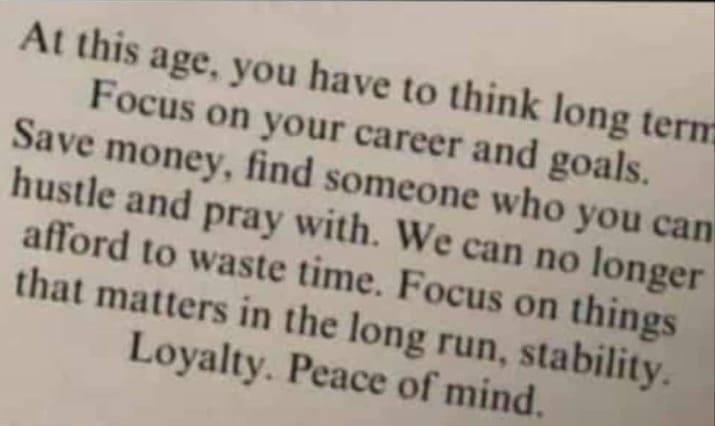 At this age, you have to think long term
Focus on your career and goals.
Save money, find someone who you can
hustle and pray with. We can no longer
afford to waste time. Focus on things
that matters in the long run, stability.
Loyalty. Peace of mind.